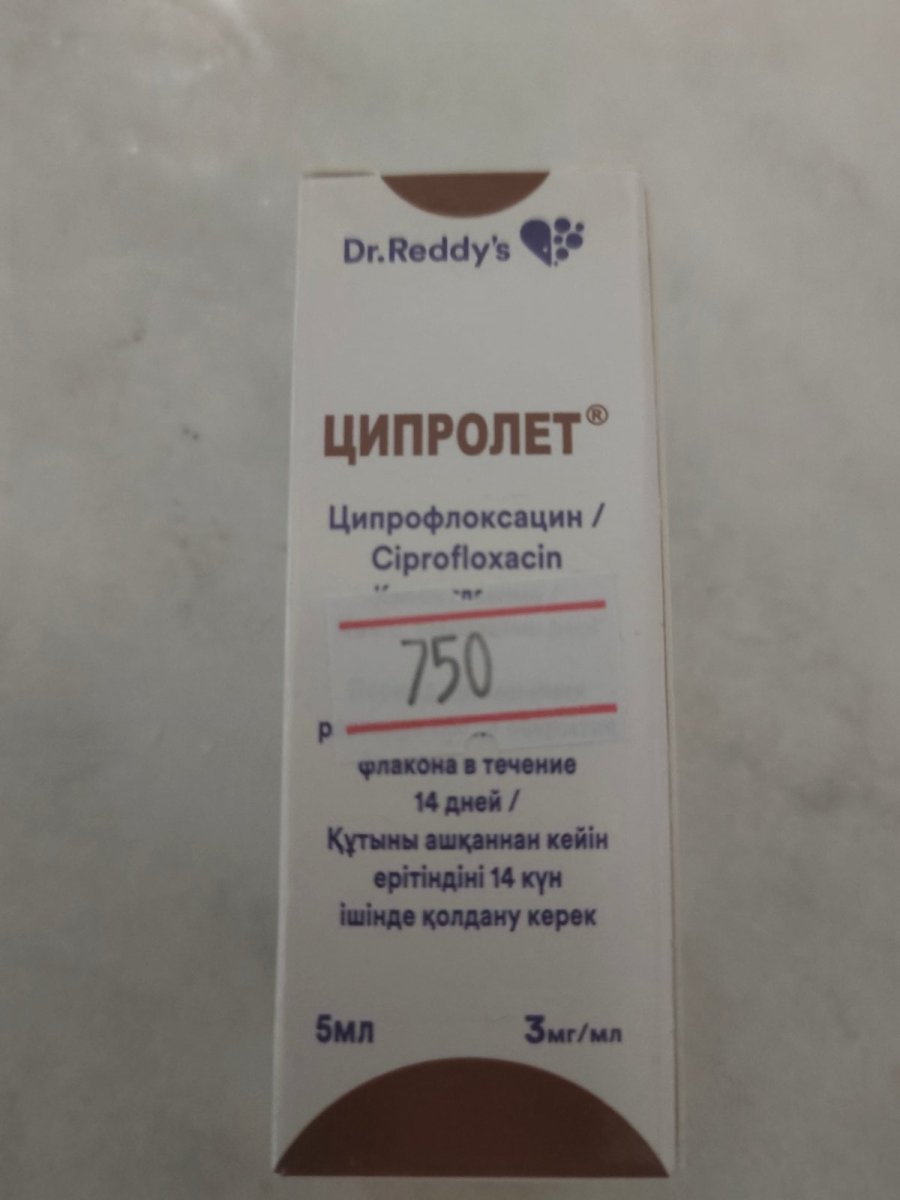 Dr.Reddy's
ЦИПРОЛЕТ®
Ципрофлоксацин /
Ciprofloxacin
750
флакона в течение
14 дней /
Құтыны ашқаннан кейін
ерітіндіні 14 күн
ішінде қолдану керек
5мл 3мг/мл